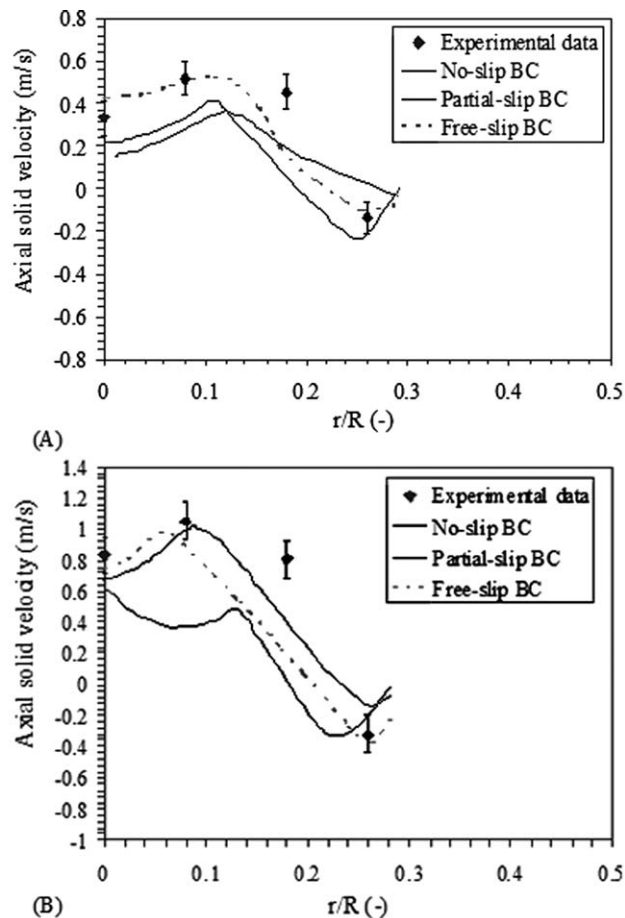 0.8
0.6
0.4
0.2
0
-0.2
-0.4
-0.6
-0.8
Axial solid velocity (m/s)
Experimental data
No-slip BC
Partial-slip BC
Free-slip BC
0 0.1 0.2 0.3 0.4 0.5
r/R (-)
(A)
1.4
1.2
1
0.8
0.6
0.4
0.2
0
-0.2
-0.4
-0.6
-0.8
-1
Axial solid velocity (m/s)
Experimental data
No-slip BC
Partial-slip BC
Free-slip BC
0 0.1 0.2 0.3 0.4 0.5
r/R (-)
(B)